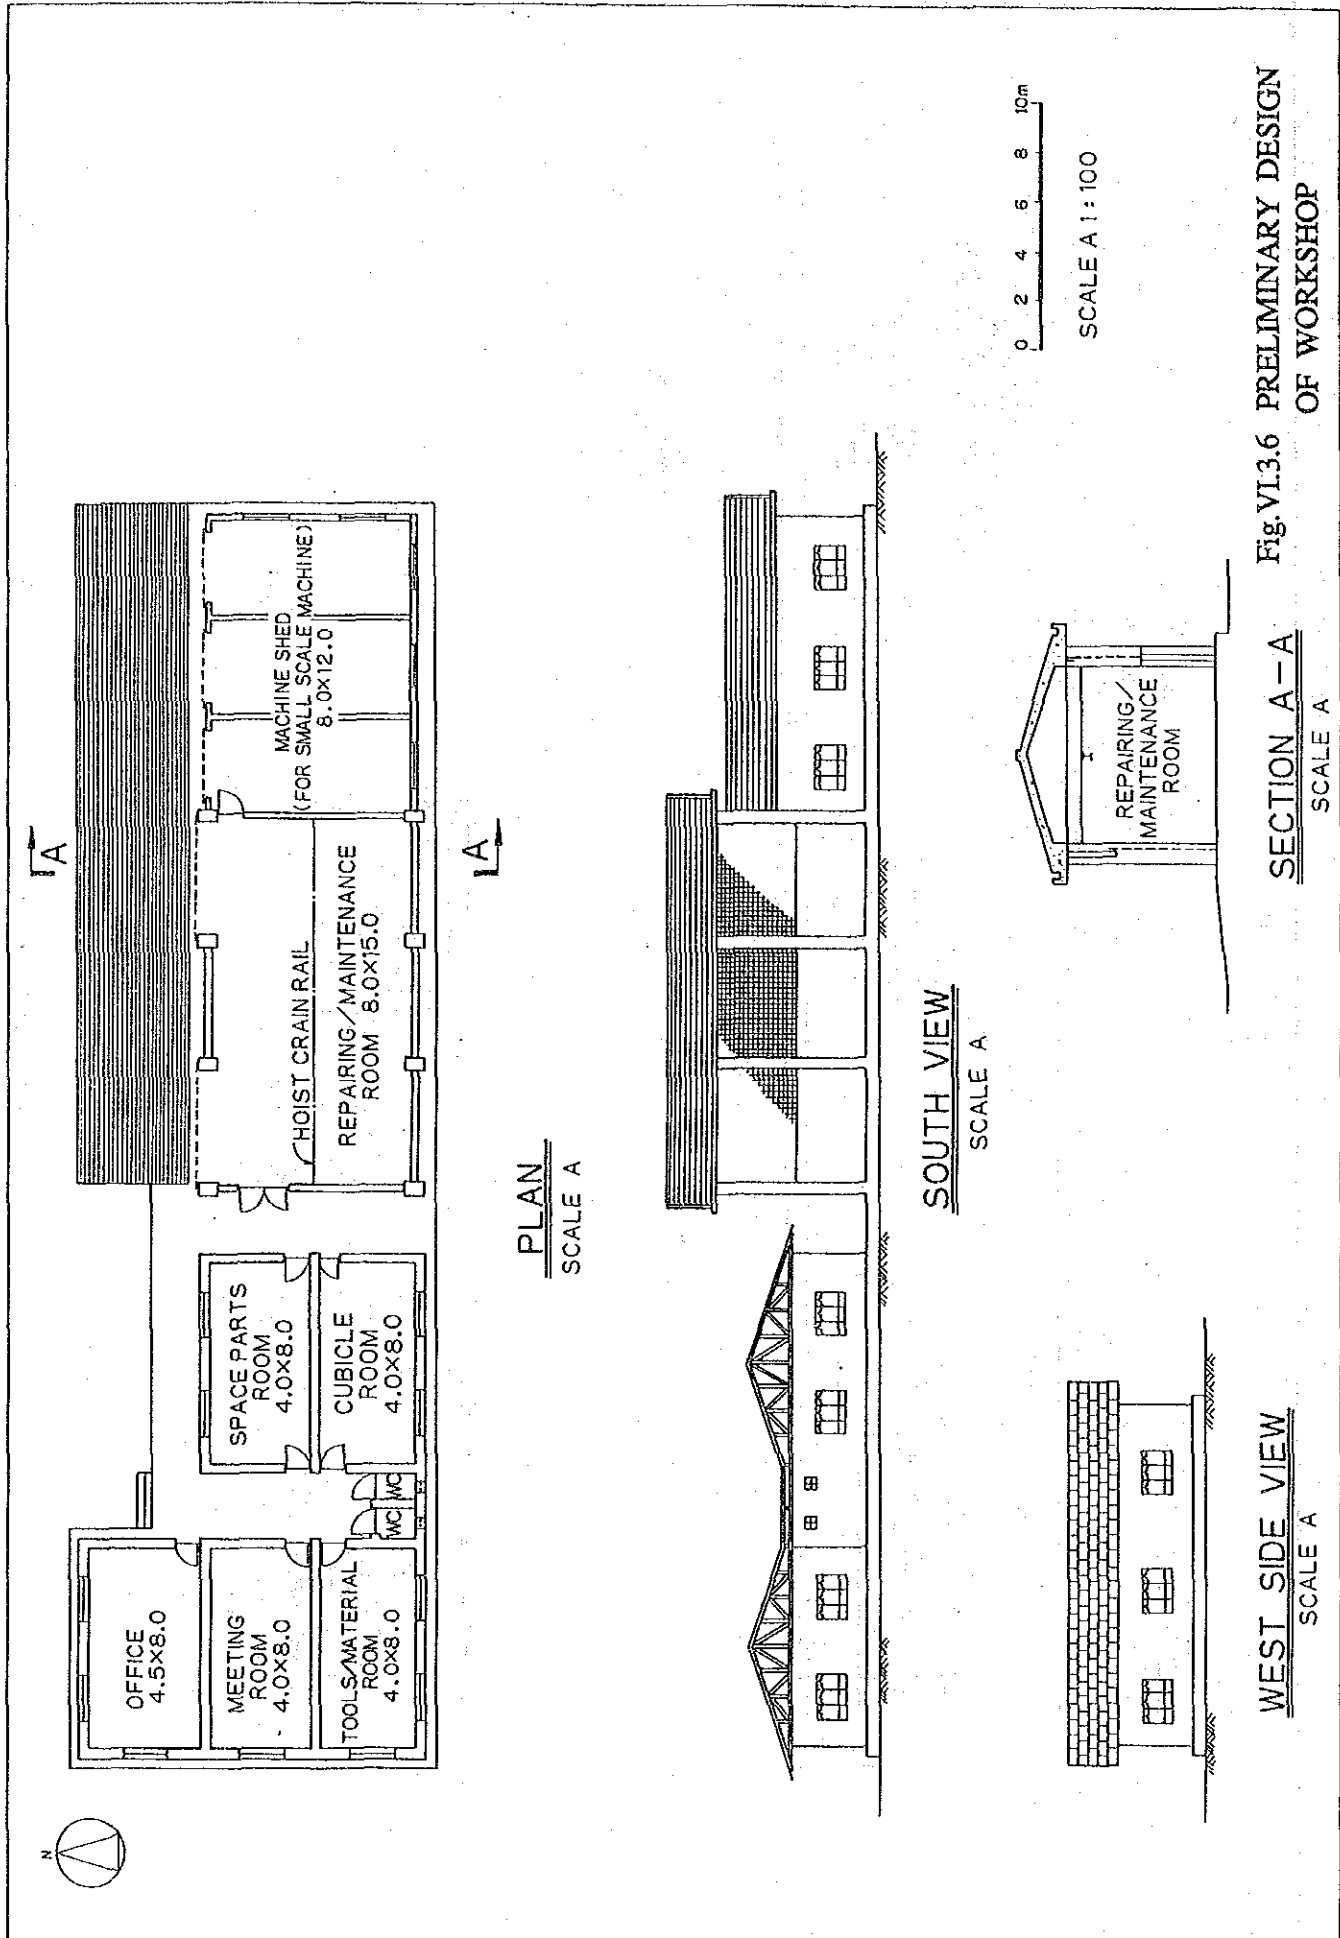 N
OFFICE
4.5×8.0
MEETING
ROOM
4.0×8.0
TOOLS/MATERIAL
ROOM
4.0×8.0
WC
WC
SPACE PARTS
ROOM
4.0×8.0
CUBICLE
ROOM
4.0×8.0
HOIST CRAIN RAIL
REPAIRING/MAINTENANCE
ROOM 8.0×15.0
MACHINE SHED
(FOR SMALL SCALE MACHINE)
8.0×12.0
A
A
PLAN
SCALE A
SOUTH VIEW
SCALE A
WEST SIDE VIEW
SCALE A
REPAIRING/
MAINTENANCE
ROOM
SECTION A-A
SCALE A
0 2 4 6 8 10m
SCALE A 1:100
Fig.VI.3.6 PRELIMINARY DESIGN
OF WORKSHOP